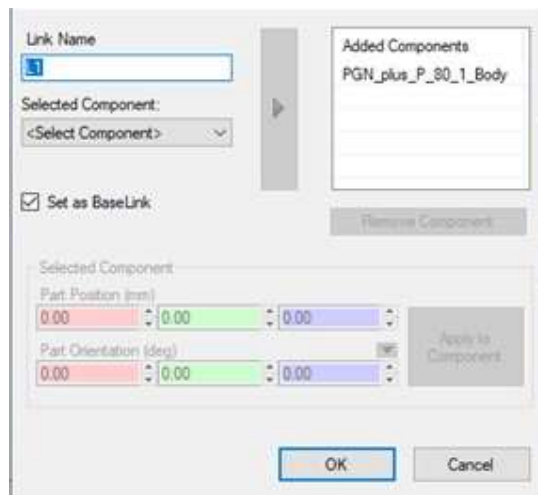 Link Name
L1
Selected Component:
<Select Component>
Set as BaseLink
Added Components
PGN_plus_P_80_1_Body
Remove Component
Selected Component
Part Position (mm)
0.00 0.00 0.00
Part Orientation (deg)
0.00 0.00 0.00
Apply to
Component
OK Cancel